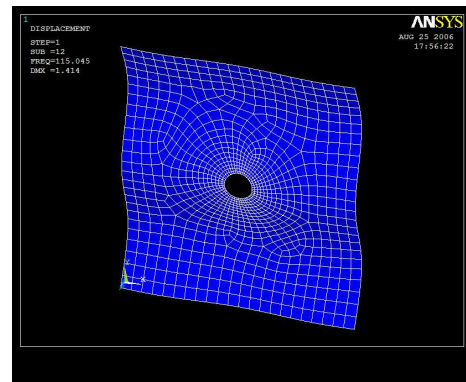 1
DISPLACEMENT
STEP=1
SUB =12
FREQ=115.045
DMX =1.414
ANSYS
AUG 25 2006
17:56:22
Y
X